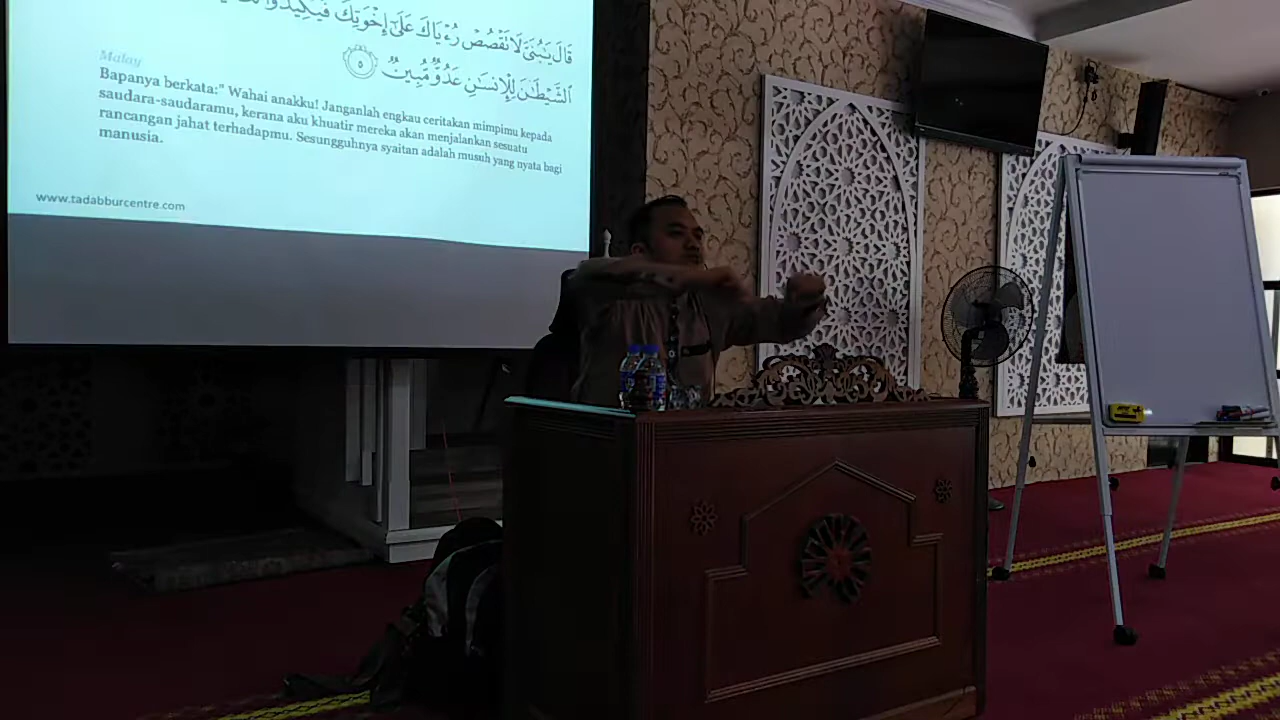 قَالَ يَٰبُنَىَّ لَا تَقْصُصْ رُءْيَاكَ عَلَىٰٓ إِخْوَتِكَ فَيَكِيدُوا۟
ٱلشَّيْطَٰنَ لِلْإِنسَٰنِ عَدُوٌّ مُّبِينٌ ٥
Malay
Bapanya berkata:" Wahai anakku! Janganlah engkau ceritakan mimpimu kepada
saudara-saudaramu, kerana aku khuatir mereka akan menjalankan sesuatu
rancangan jahat terhadapmu. Sesungguhnya syaitan adalah musuh yang nyata bagi
manusia.
www.tadabburcentre.com